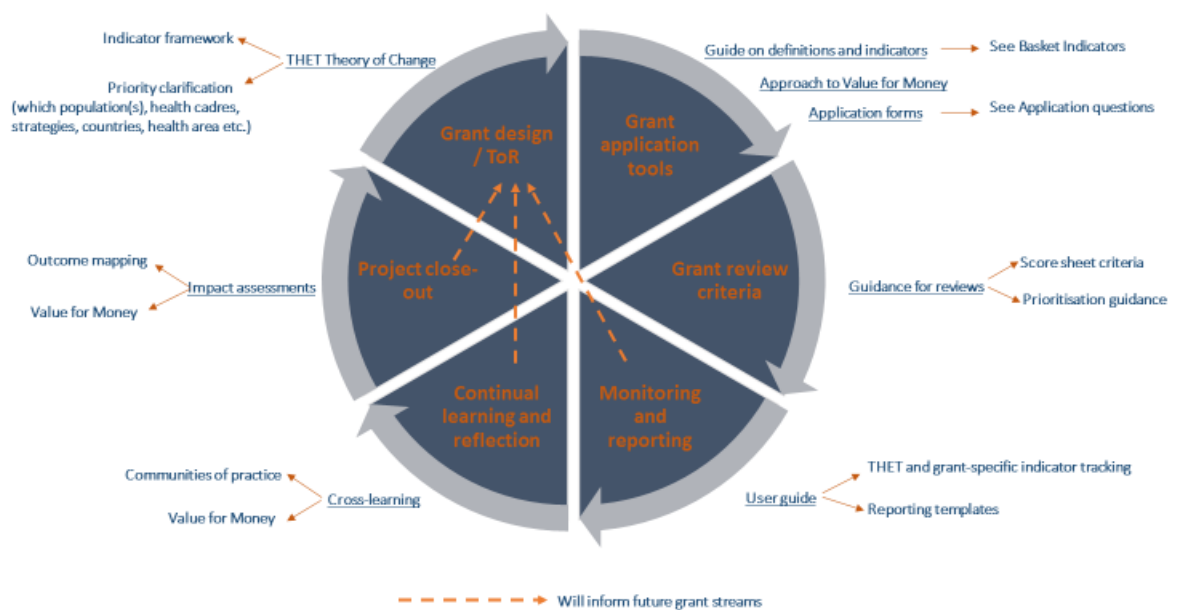 Indicator framework
THET Theory of Change
Priority clarification
(which population(s), health cadres,
strategies, countries, health area etc.)
Guide on definitions and indicators
See Basket Indicators
Approach to Value for Money
Application forms
See Application questions
Grant design
/ ToR
Grant
application
tools
Project close-
out
Grant review
criteria
Continual
learning and
reflection
Monitoring
and
reporting
Outcome mapping
Impact assessments
Value for Money
Score sheet criteria
Guidance for reviews
Prioritisation guidance
Communities of practice
Cross-learning
Value for Money
THET and grant-specific indicator tracking
User guide
Reporting templates
Will inform future grant streams